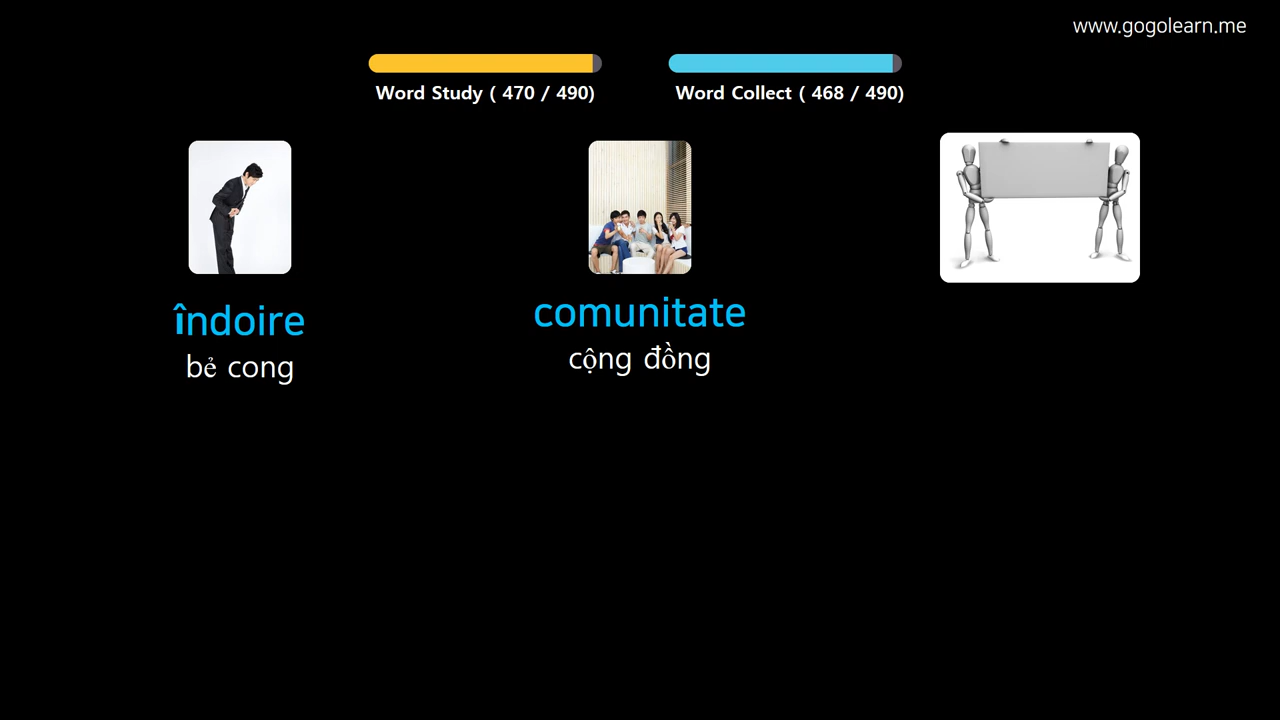 www.gogolearn.me
Word Study ( 470 / 490)
Word Collect ( 468 / 490)
îndoire
bẻ cong
comunitate
cộng đồng